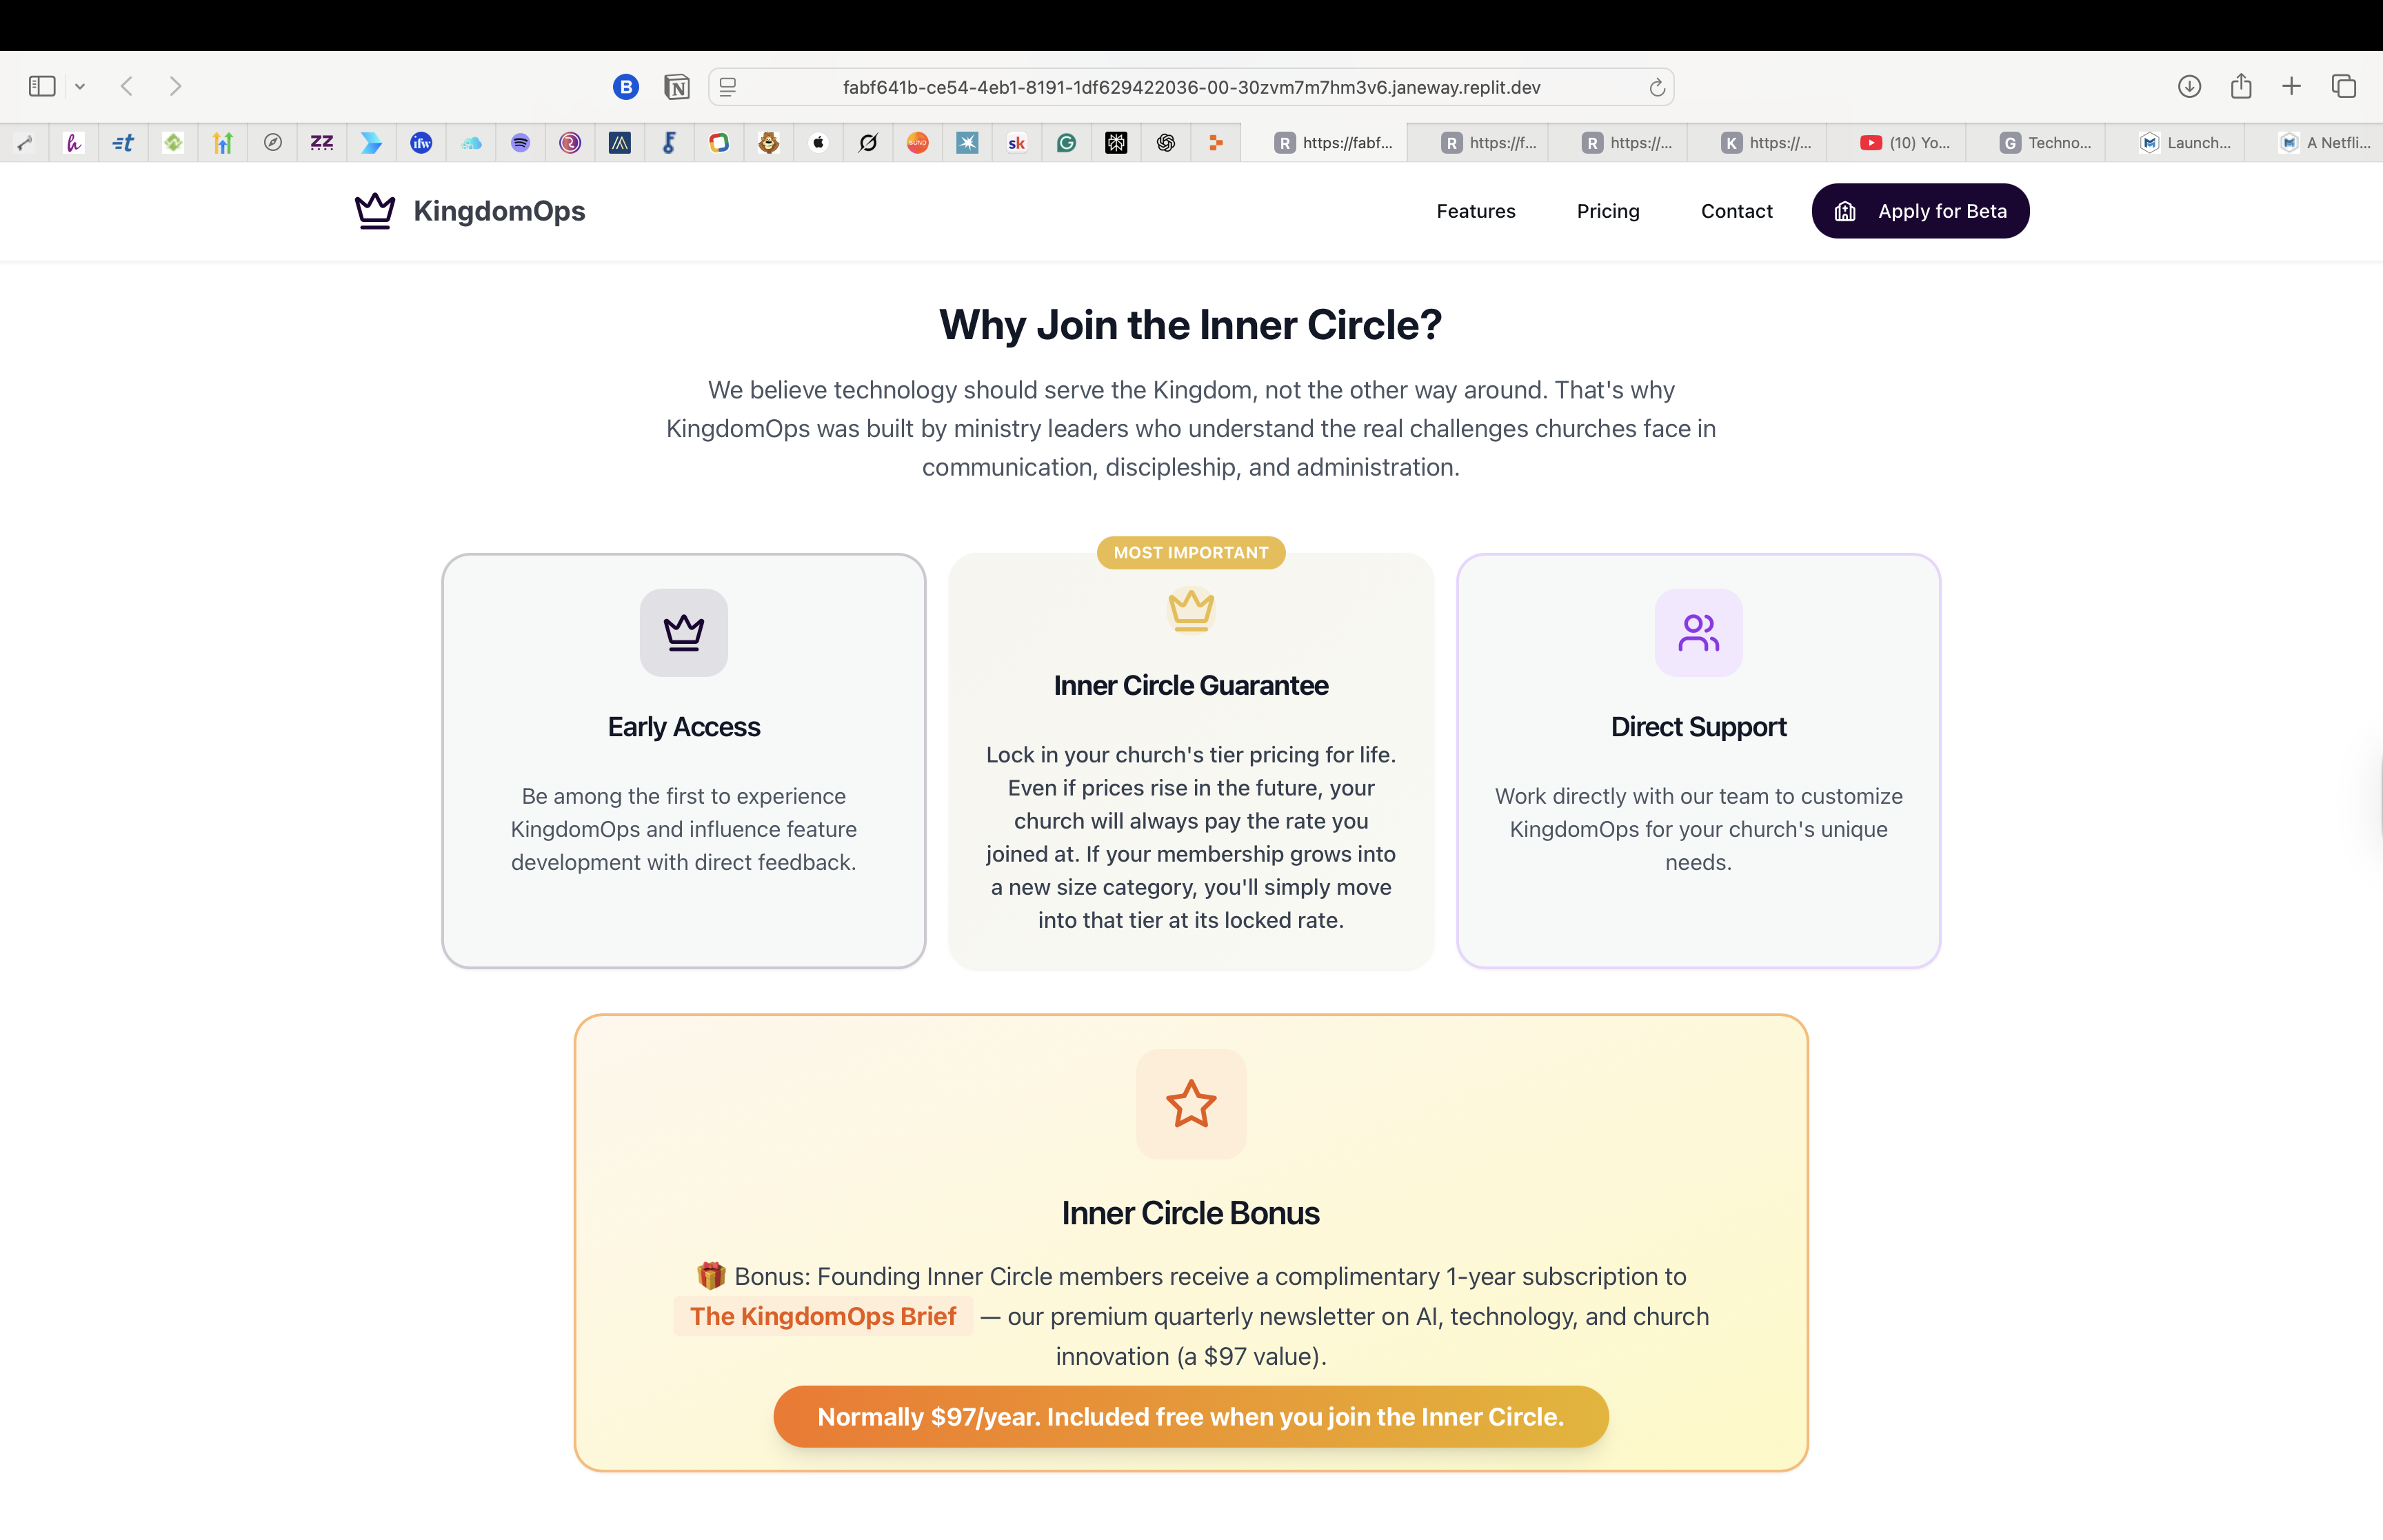 fabf641b-ce54-4eb1-8191-1df629422036-00-30zvm7m7hm3v6.janeway.replit.dev
https://fabf...
https://f...
https://...
https://...
(10) Yo...
Techno...
Launch...
A Netfli...
KingdomOps
Features
Pricing
Contact
Apply for Beta
Why Join the Inner Circle?
We believe technology should serve the Kingdom, not the other way around. That's why
KingdomOps was built by ministry leaders who understand the real challenges churches face in
communication, discipleship, and administration.
Early Access
Be among the first to experience
KingdomOps and influence feature
development with direct feedback.
MOST IMPORTANT
Inner Circle Guarantee
Lock in your church's tier pricing for life.
Even if prices rise in the future, your
church will always pay the rate you
joined at. If your membership grows into
a new size category, you'll simply move
into that tier at its locked rate.
Direct Support
Work directly with our team to customize
KingdomOps for your church's unique
needs.
Inner Circle Bonus
🎁 Bonus: Founding Inner Circle members receive a complimentary 1-year subscription to
The KingdomOps Brief — our premium quarterly newsletter on AI, technology, and church
innovation (a $97 value).
Normally $97/year. Included free when you join the Inner Circle.